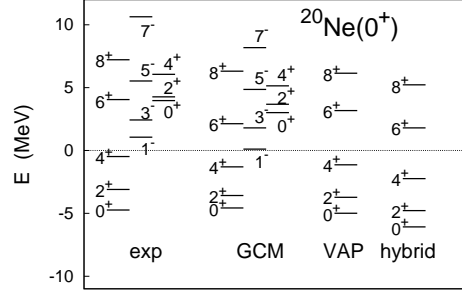 ²⁰Ne(0⁺)
E (MeV)
10
5
0
-5
-10
7⁻
8⁺ 5⁻ 4⁺
2⁺
6⁺ 3⁻ 0⁺
1⁻
4⁺
2⁺
0⁺
exp
7⁻
8⁺ 5⁻ 4⁺
2⁺
6⁺ 3⁻ 0⁺
1⁻
4⁺
2⁺
0⁺
GCM
8⁺
6⁺
4⁺
2⁺
0⁺
VAP
8⁺
6⁺
4⁺
2⁺
0⁺
hybrid